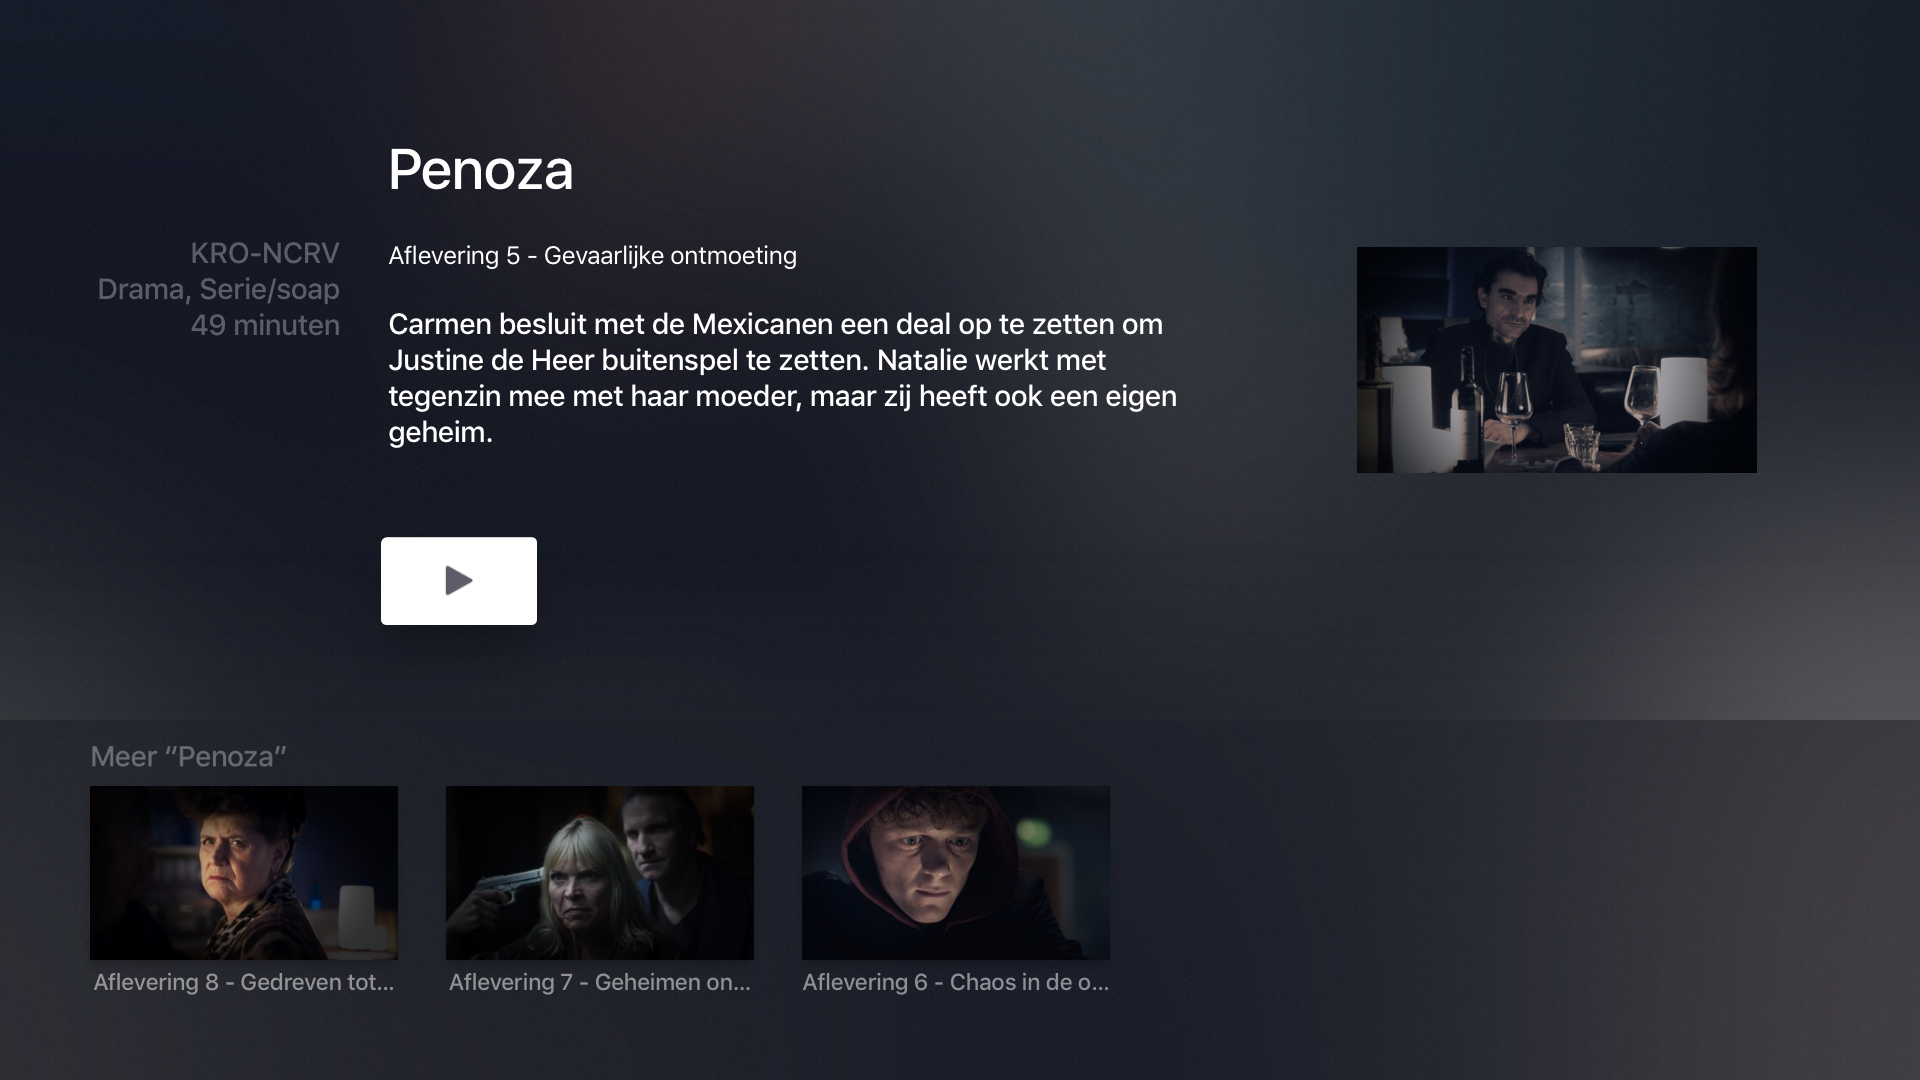 Penoza
KRO-NCRV
Drama, Serie/soap
49 minuten
Aflevering 5 - Gevaarlijke ontmoeting
Carmen besluit met de Mexicanen een deal op te zetten om
Justine de Heer buitenspel te zetten. Natalie werkt met
tegenzin mee met haar moeder, maar zij heeft ook een eigen
geheim.
Meer “Penoza”
Aflevering 8 - Gedreven tot...
Aflevering 7 - Geheimen on...
Aflevering 6 - Chaos in de o...